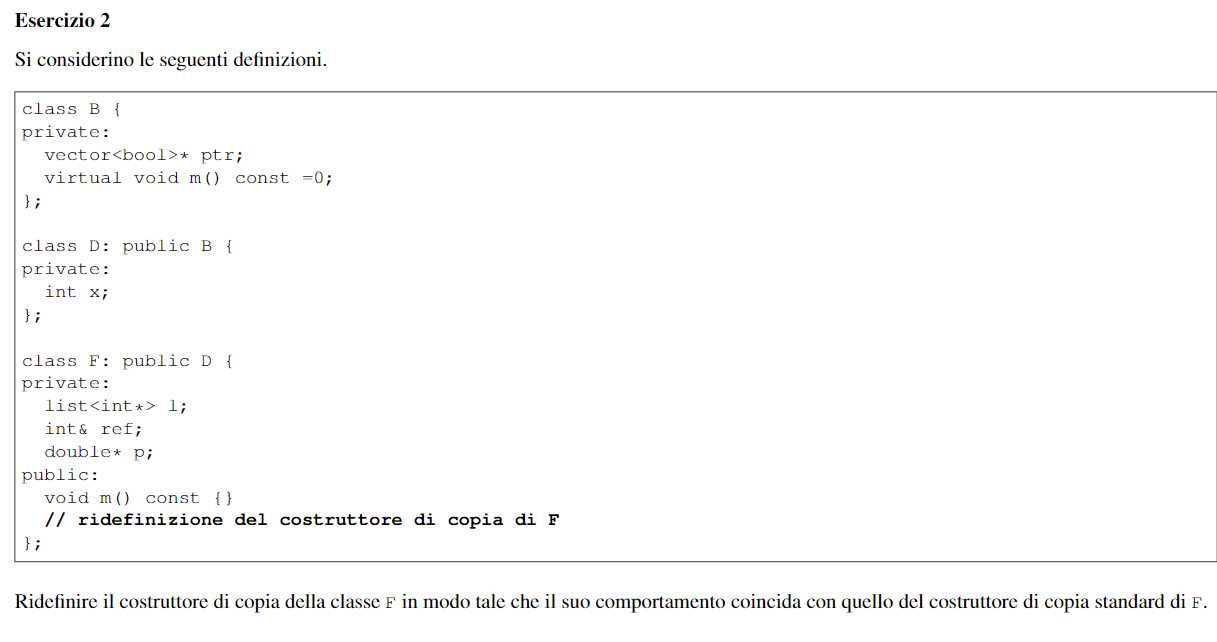 Esercizio 2
Si considerino le seguenti definizioni.
class B {
private:
  vector<bool>* ptr;
  virtual void m() const =0;
};
class D: public B {
private:
  int x;
};
class F: public D {
private:
  list<int*> l;
  int& ref;
  double* p;
public:
  void m() const {}
  // ridefinizione del costruttore di copia di F
};
Ridefinire il costruttore di copia della classe F in modo tale che il suo comportamento coincida con quello del costruttore di copia standard di F.